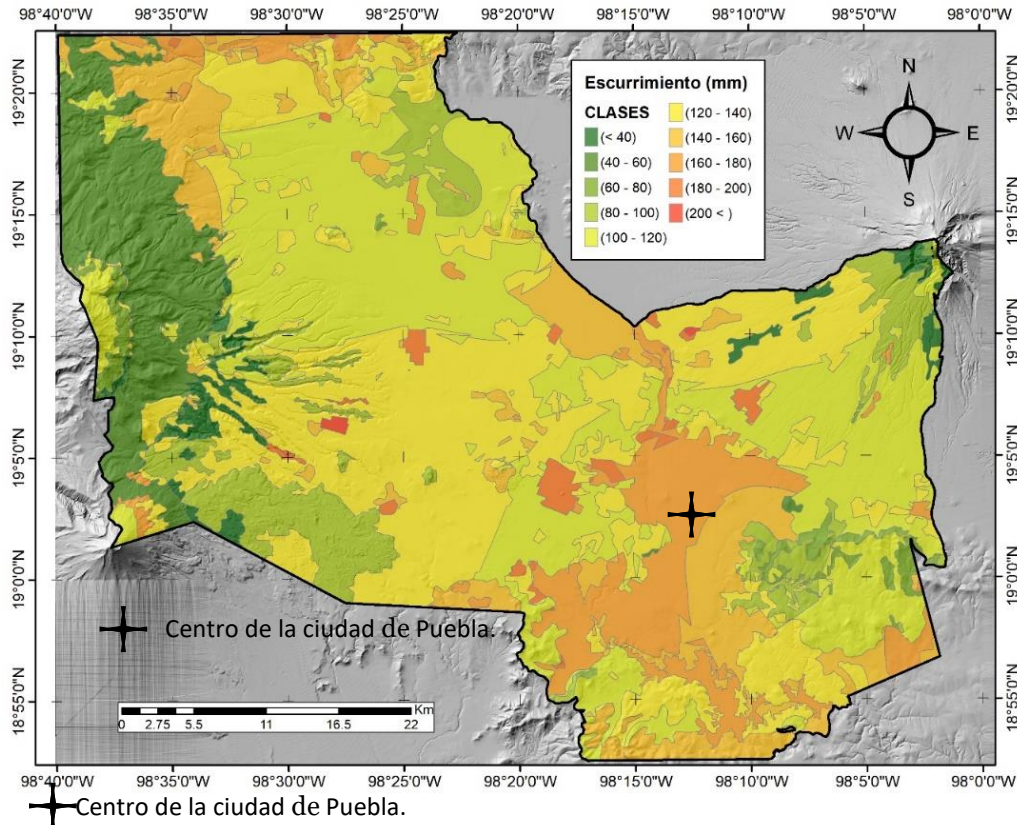 98°40'0"W 98°35'0"W 98°30'0"W 98°25'0"W 98°20'0"W 98°15'0"W 98°10'0"W 98°5'0"W 98°0'0"W
19°20'0"N
19°15'0"N
19°10'0"N
19°5'0"N
19°0'0"N
18°55'0"N
Escurrimiento (mm)
CLASES
(< 40)
(40 - 60)
(60 - 80)
(80 - 100)
(100 - 120)
(120 - 140)
(140 - 160)
(160 - 180)
(180 - 200)
(200 < )
N
W E
S
19°20'0"N
19°15'0"N
19°10'0"N
19°5'0"N
19°0'0"N
18°55'0"N
Centro de la ciudad de Puebla.
Km
0 2.75 5.5 11 16.5 22
98°40'0"W 98°35'0"W 98°30'0"W 98°25'0"W 98°20'0"W 98°15'0"W 98°10'0"W 98°5'0"W 98°0'0"W
Centro de la ciudad de Puebla.